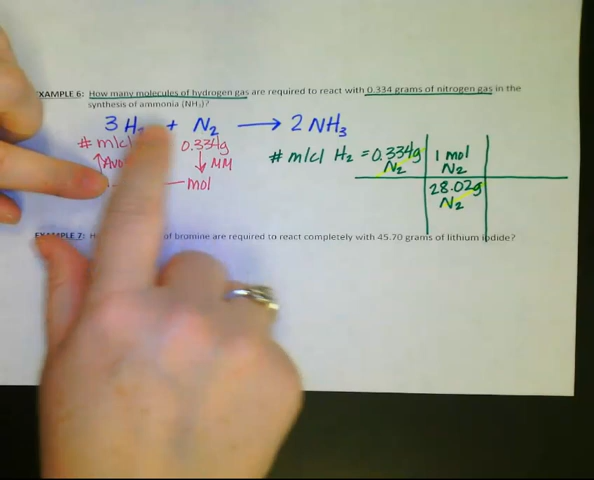 EXAMPLE 6: How many molecules of hydrogen gas are required to react with 0.334 grams of nitrogen gas in the
synthesis of ammonia (NH₃)?
3 H₂ + N₂ → 2 NH₃
# mlcl 0.334g
↑ Avo ↓ MM
mol
# mlcl H₂ = 0.334g N₂ | 1 mol N₂
28.02g N₂
of bromine are required to react completely with 45.70 grams of lithium iodide?